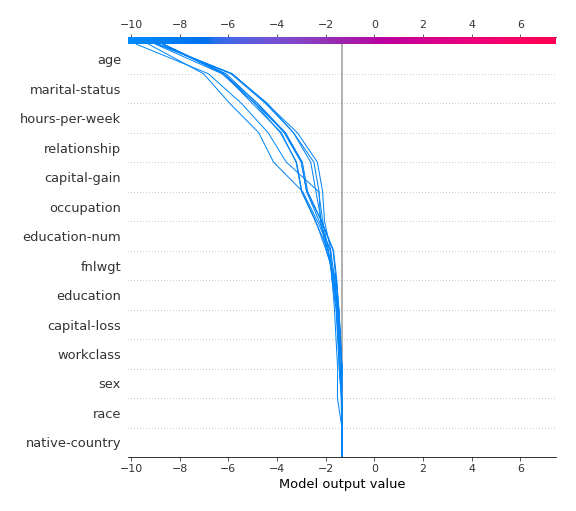 −10 −8 −6 −4 −2 0 2 4 6
age
marital-status
hours-per-week
relationship
capital-gain
occupation
education-num
fnlwgt
education
capital-loss
workclass
sex
race
native-country
−10 −8 −6 −4 −2 0 2 4 6
Model output value